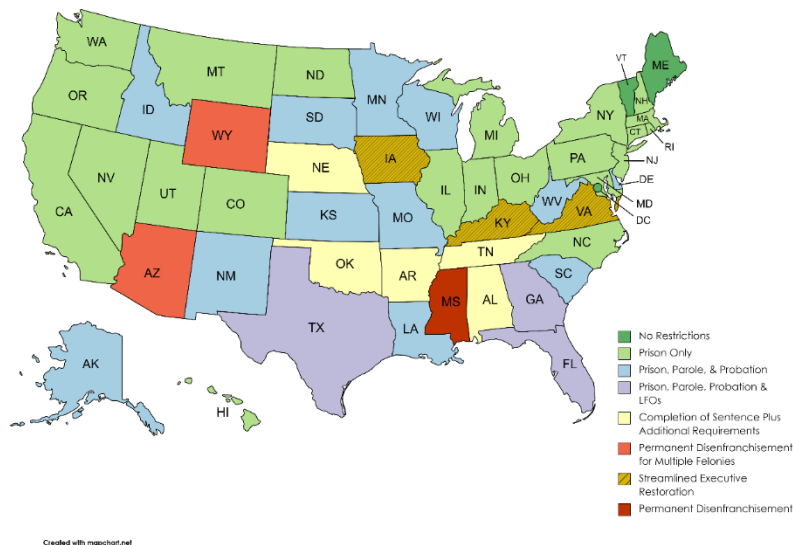 WA
MT
ND
MN
VT
ME
OR
ID
SD
WI
NY
NH
MA
CT
RI
WY
MI
IA
NE
PA
NJ
NV
UT
CO
IL
IN
OH
DE
MD
DC
CA
KS
MO
WV
VA
KY
NC
TN
AZ
NM
OK
AR
SC
MS
AL
GA
TX
LA
FL
AK
HI
No Restrictions
Prison Only
Prison, Parole, & Probation
Prison, Parole. Probation &
LFOs
Completion of Sentence Plus
Additional Requirements
Permanent Disenfranchisement
for Multiple Felonies
Streamlined Executive
Restoration
Permanent Disenfranchisement
Created with mapchart.net